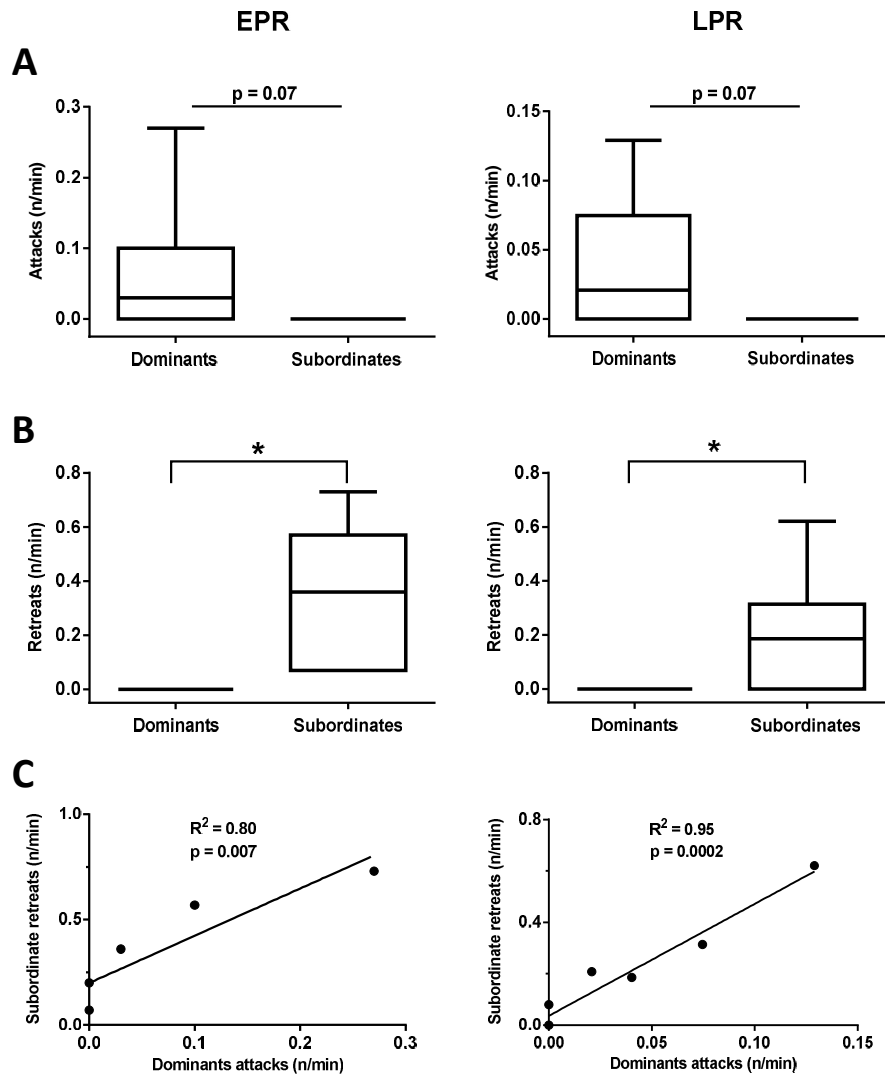 EPR
LPR
A
p = 0.07
Attacks (n/min)
0.3
0.2
0.1
0.0
Dominants
Subordinates
p = 0.07
Attacks (n/min)
0.15
0.10
0.05
0.00
Dominants
Subordinates
B
*
Retreats (n/min)
0.8
0.6
0.4
0.2
0.0
Dominants
Subordinates
*
Retreats (n/min)
0.8
0.6
0.4
0.2
0.0
Dominants
Subordinates
C
R² = 0.80
p = 0.007
Subordinate retreats (n/min)
1.0
0.5
0.0
0.0
0.1
0.2
0.3
Dominants attacks (n/min)
R² = 0.95
p = 0.0002
Subordinate retreats (n/min)
0.8
0.4
0.0
0.00
0.05
0.10
0.15
Dominants attacks (n/min)